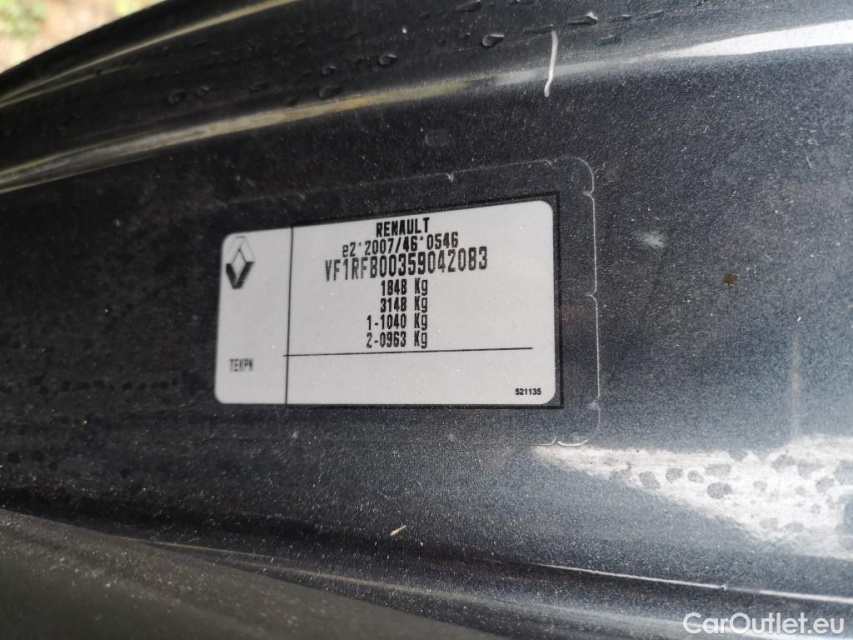 RENAULT
e2*2007/46*0546
VF1RFB00359042083
1848 Kg
3148 Kg
1-1040 Kg
2-0963 Kg
TEKPN
S21135
CarOutlet.eu